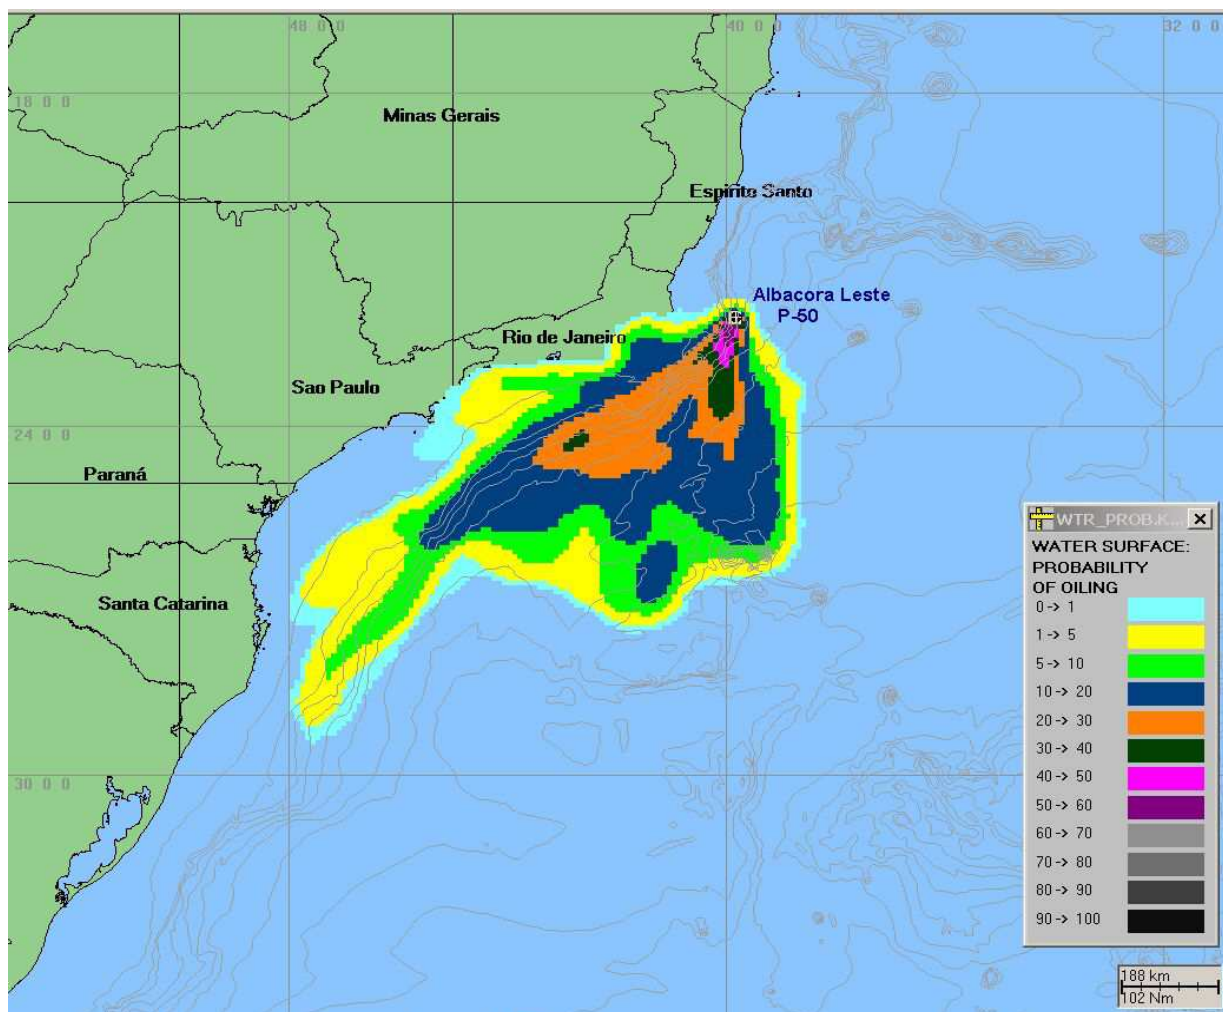 48 0 0
40 0 0
32 0 0
18 0 0
Minas Gerais
Espírito Santo
Albacora Leste
P-50
Rio de Janeiro
Sao Paulo
24 0 0
Paraná
Santa Catarina
30 0 0
WTR_PROB.K...
WATER SURFACE:
PROBABILITY
OF OILING
0 -> 1
1 -> 5
5 -> 10
10 -> 20
20 -> 30
30 -> 40
40 -> 50
50 -> 60
60 -> 70
70 -> 80
80 -> 90
90 -> 100
188 km
102 Nm